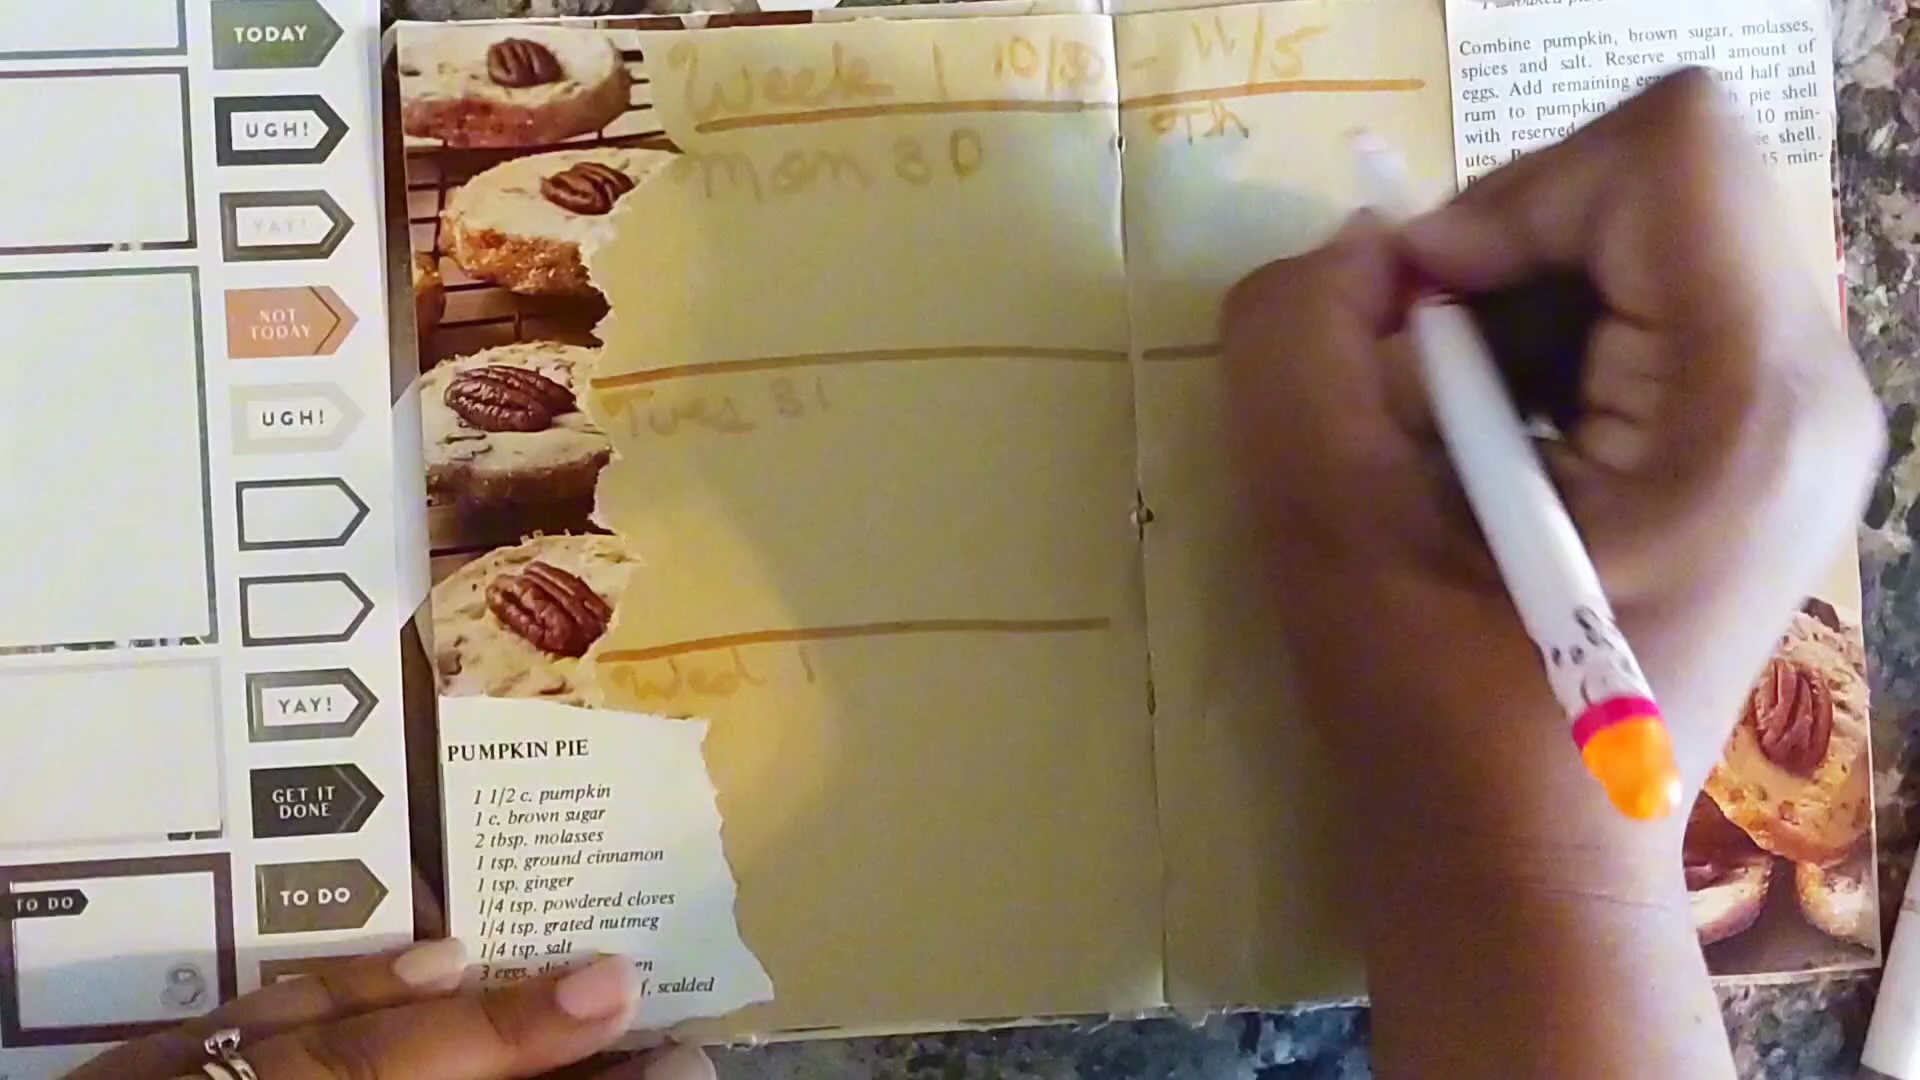 TODAY
UGH!
YAY!
NOT
TODAY
UGH!
YAY!
GET IT
DONE
TO DO
TO DO
Week 1 10/30 - 11/5
Mon 30
Tues 31
Wed 1
Th
PUMPKIN PIE
1 1/2 c. pumpkin
1 c. brown sugar
2 tbsp. molasses
1 tsp. ground cinnamon
1 tsp. ginger
1/4 tsp. powdered cloves
1/4 tsp. grated nutmeg
1/4 tsp. salt
3 eggs,
f, scalded
Combine pumpkin, brown sugar, molasses,
spices and salt. Reserve small amount of
eggs. Add remaining and half and
rum to pumpkin pie shell
with reserved 10 min-
utes. shell.
15 min-